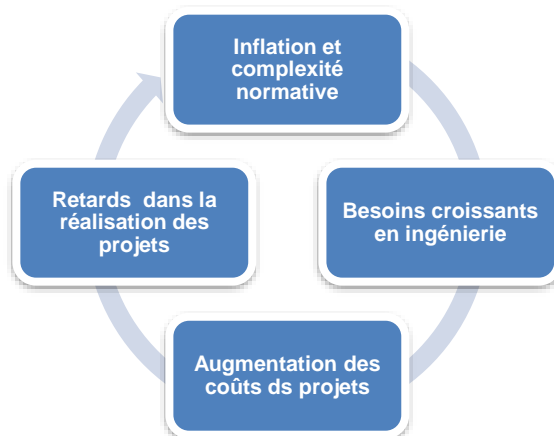 Inflation et
complexité
normative
Besoins croissants
en ingénierie
Augmentation des
coûts ds projets
Retards dans la
réalisation des
projets